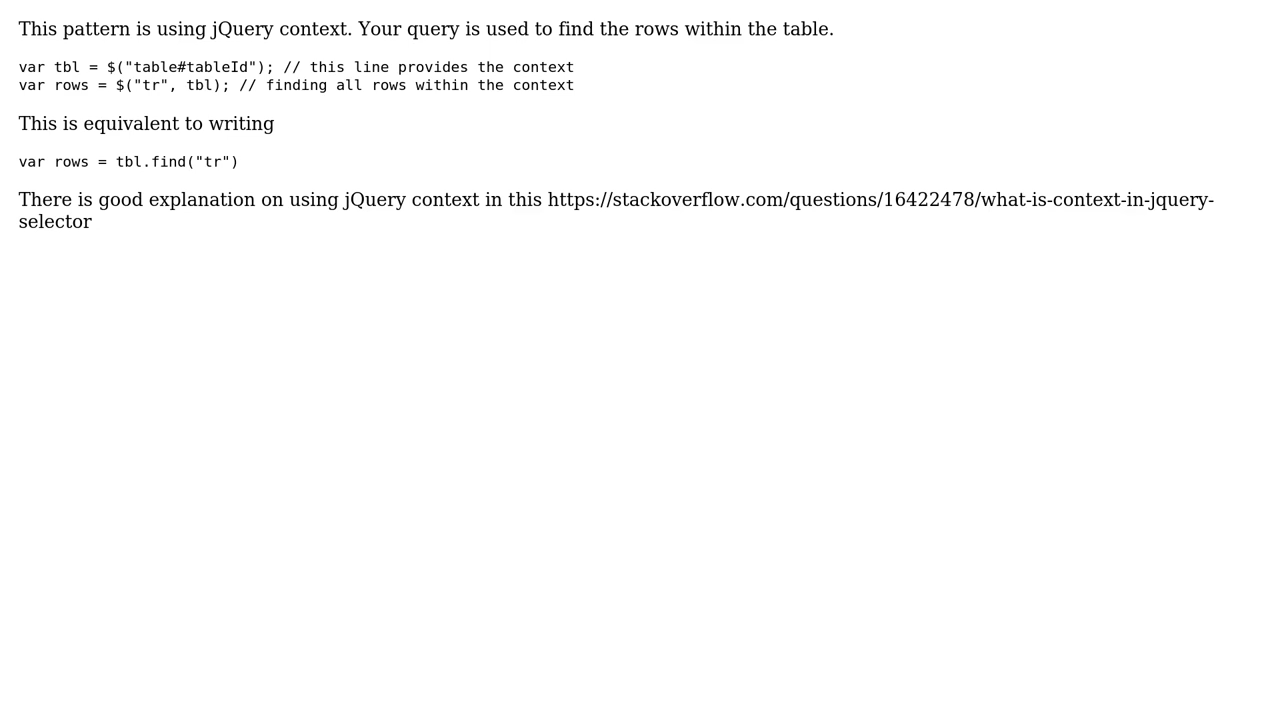 This pattern is using jQuery context. Your query is used to find the rows within the table.
var tbl = $("table#tableId"); // this line provides the context
var rows = $("tr", tbl); // finding all rows within the context
This is equivalent to writing
var rows = tbl.find("tr")
There is good explanation on using jQuery context in this https://stackoverflow.com/questions/16422478/what-is-context-in-jquery-
selector